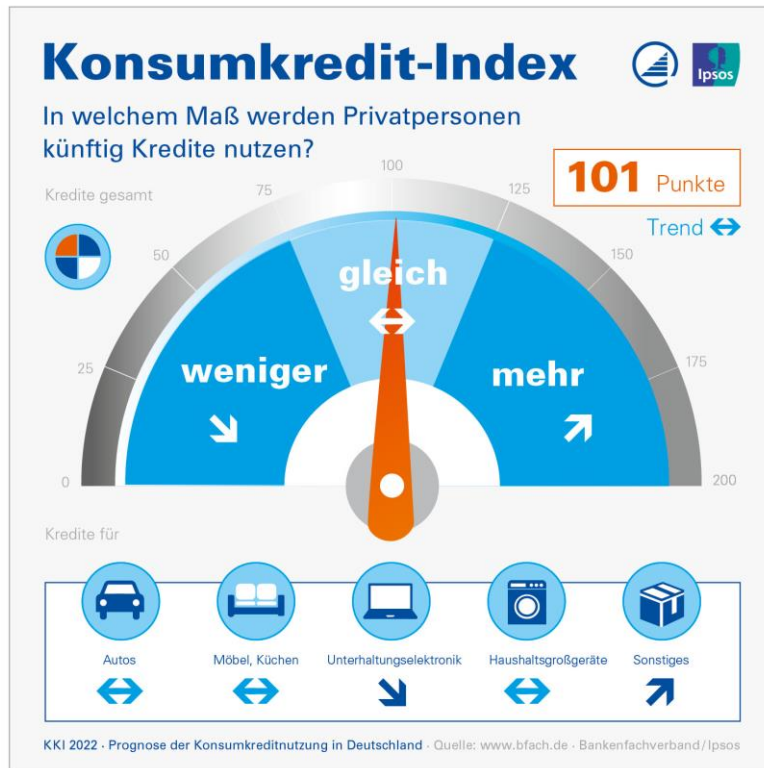 Konsumkredit-Index
Ipsos
In welchem Maß werden Privatpersonen
künftig Kredite nutzen?
Kredite gesamt
101 Punkte
Trend
0
25
50
75
100
125
150
175
200
weniger
gleich
mehr
Kredite für
Autos
Möbel, Küchen
Unterhaltungselektronik
Haushaltsgroßgeräte
Sonstiges
KKI 2022 · Prognose der Konsumkreditnutzung in Deutschland · Quelle: www.bfach.de · Bankenfachverband/Ipsos